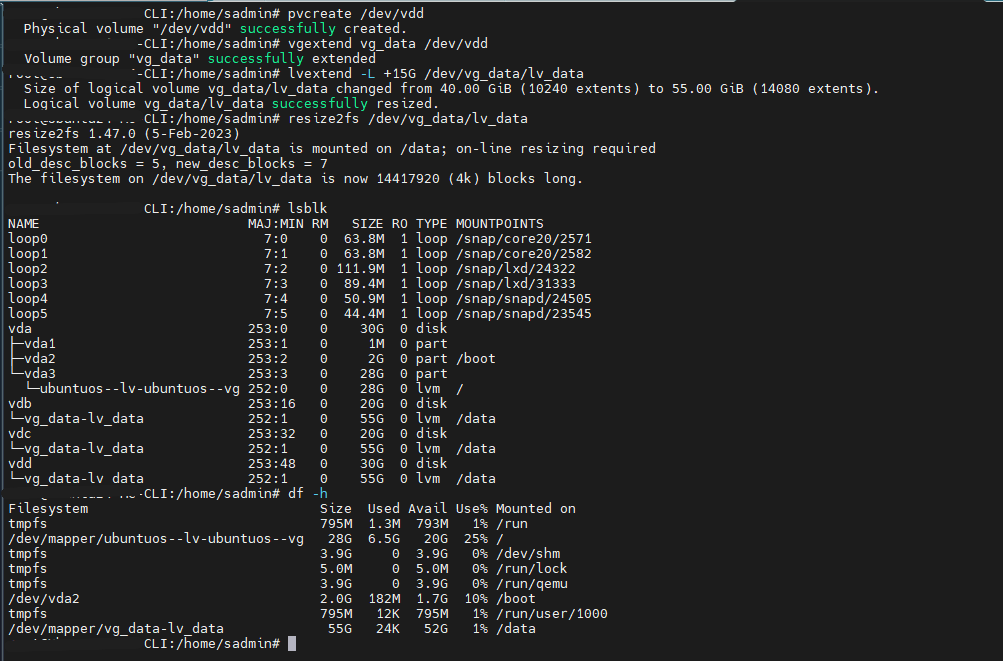 CLI:/home/sadmin# pvcreate /dev/vdd
  Physical volume "/dev/vdd" successfully created.
-CLI:/home/sadmin# vgextend vg_data /dev/vdd
  Volume group "vg_data" successfully extended
-CLI:/home/sadmin# lvextend -L +15G /dev/vg_data/lv_data
  Size of logical volume vg_data/lv_data changed from 40.00 GiB (10240 extents) to 55.00 GiB (14080 extents).
  Logical volume vg_data/lv_data successfully resized.
CLI:/home/sadmin# resize2fs /dev/vg_data/lv_data
resize2fs 1.47.0 (5-Feb-2023)
Filesystem at /dev/vg_data/lv_data is mounted on /data; on-line resizing required
old_desc_blocks = 5, new_desc_blocks = 7
The filesystem on /dev/vg_data/lv_data is now 14417920 (4k) blocks long.
CLI:/home/sadmin# lsblk
NAME                          MAJ:MIN RM   SIZE RO TYPE MOUNTPOINTS
loop0                           7:0    0  63.8M  1 loop /snap/core20/2571
loop1                           7:1    0  63.8M  1 loop /snap/core20/2582
loop2                           7:2    0 111.9M  1 loop /snap/lxd/24322
loop3                           7:3    0  89.4M  1 loop /snap/lxd/31333
loop4                           7:4    0  50.9M  1 loop /snap/snapd/24505
loop5                           7:5    0  44.4M  1 loop /snap/snapd/23545
vda                           253:0    0    30G  0 disk
├─vda1                        253:1    0     1M  0 part
├─vda2                        253:2    0     2G  0 part /boot
└─vda3                        253:3    0    28G  0 part
  └─ubuntuos--lv-ubuntuos--vg 252:0    0    28G  0 lvm  /
vdb                           253:16   0    20G  0 disk
└─vg_data-lv_data             252:1    0    55G  0 lvm  /data
vdc                           253:32   0    20G  0 disk
└─vg_data-lv_data             252:1    0    55G  0 lvm  /data
vdd                           253:48   0    30G  0 disk
└─vg_data-lv data             252:1    0    55G  0 lvm  /data
-CLI:/home/sadmin# df -h
Filesystem                             Size  Used Avail Use% Mounted on
tmpfs                                  795M  1.3M  793M   1% /run
/dev/mapper/ubuntuos--lv-ubuntuos--vg   28G  6.5G   20G  25% /
tmpfs                                  3.9G     0  3.9G   0% /dev/shm
tmpfs                                  5.0M     0  5.0M   0% /run/lock
tmpfs                                  3.9G     0  3.9G   0% /run/qemu
/dev/vda2                              2.0G  182M  1.7G  10% /boot
tmpfs                                  795M   12K  795M   1% /run/user/1000
/dev/mapper/vg_data-lv_data             55G   24K   52G   1% /data
CLI:/home/sadmin#